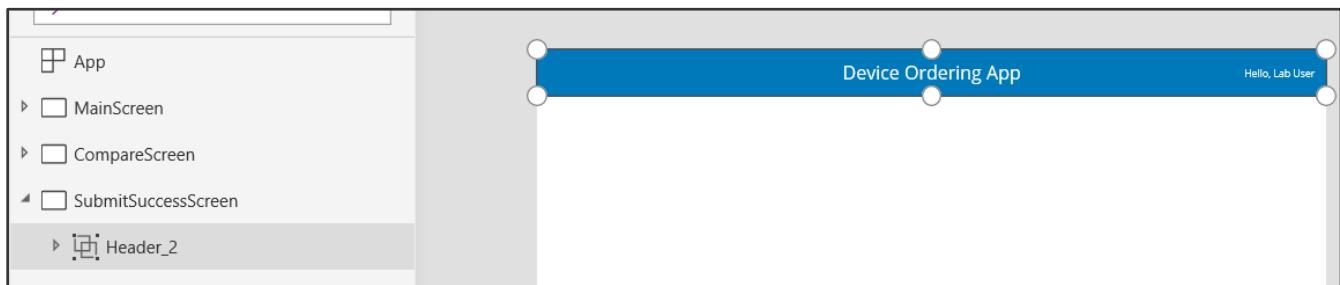 App
MainScreen
CompareScreen
SubmitSuccessScreen
Header_2
Device Ordering App
Hello, Lab User